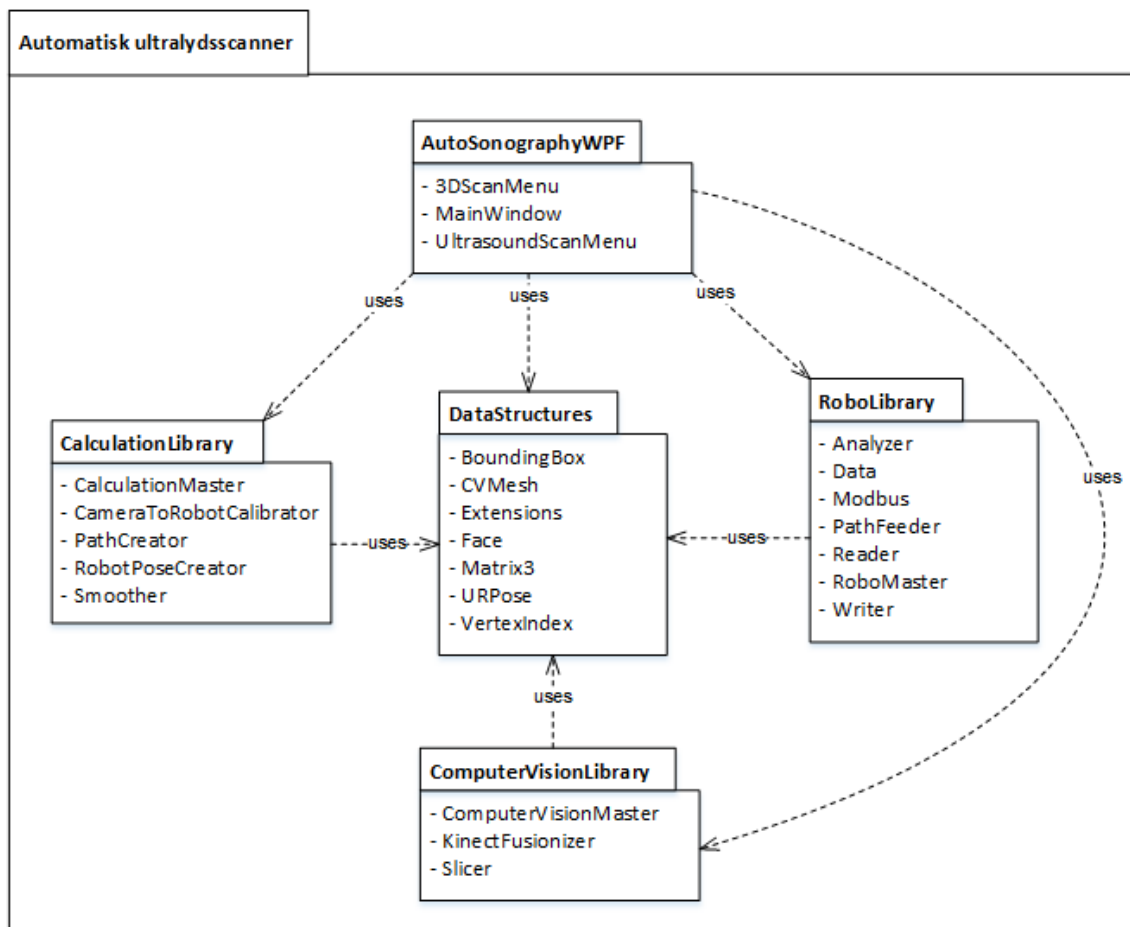 Automatisk ultralydsscanner
AutoSonographyWPF
- 3DScanMenu
- MainWindow
- UltrasoundScanMenu
uses
uses
uses
uses
CalculationLibrary
- CalculationMaster
- CameraToRobotCalibrator
- PathCreator
- RobotPoseCreator
- Smoother
uses
DataStructures
- BoundingBox
- CVMesh
- Extensions
- Face
- Matrix3
- URPose
- VertexIndex
uses
RoboLibrary
- Analyzer
- Data
- Modbus
- PathFeeder
- Reader
- RoboMaster
- Writer
uses
ComputerVisionLibrary
- ComputerVisionMaster
- KinectFusionizer
- Slicer